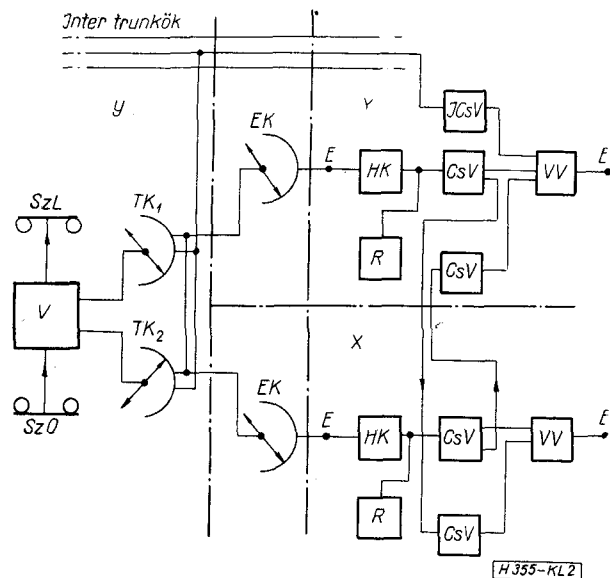 Inter trunkök
y
Y
JCsV
EK
E
HK
CsV
VV
E
SzL
TK1
R
CsV
V
TK2
X
EK
E
HK
CsV
VV
E
SzO
R
CsV
H355-KL2